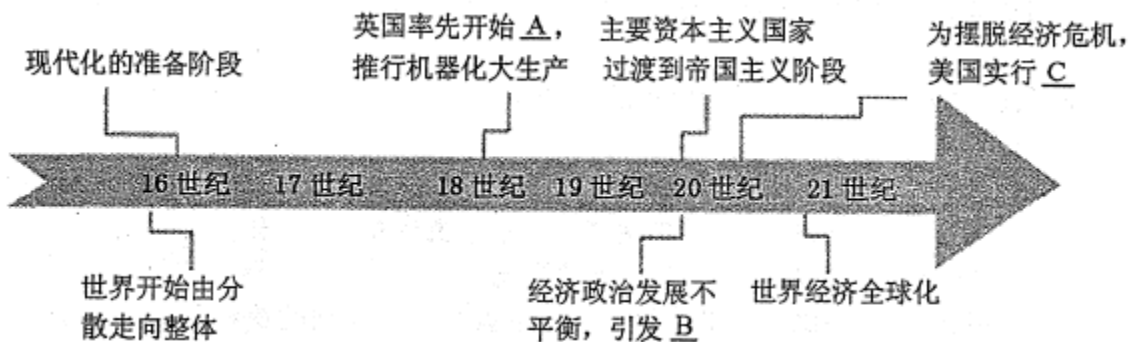 现代化的准备阶段
英国率先开始 A，
推行机器化大生产
主要资本主义国家
过渡到帝国主义阶段
为摆脱经济危机，
美国实行 C
16 世纪 17 世纪 18 世纪 19 世纪 20 世纪 21 世纪
世界开始由分
散走向整体
经济政治发展不
平衡，引发 B
世界经济全球化